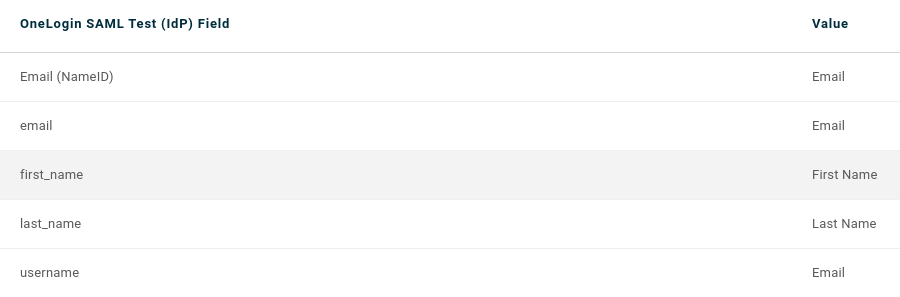 OneLogin SAML Test (IdP) Field Value
Email (NameID) Email
email Email
first_name First Name
last_name Last Name
username Email